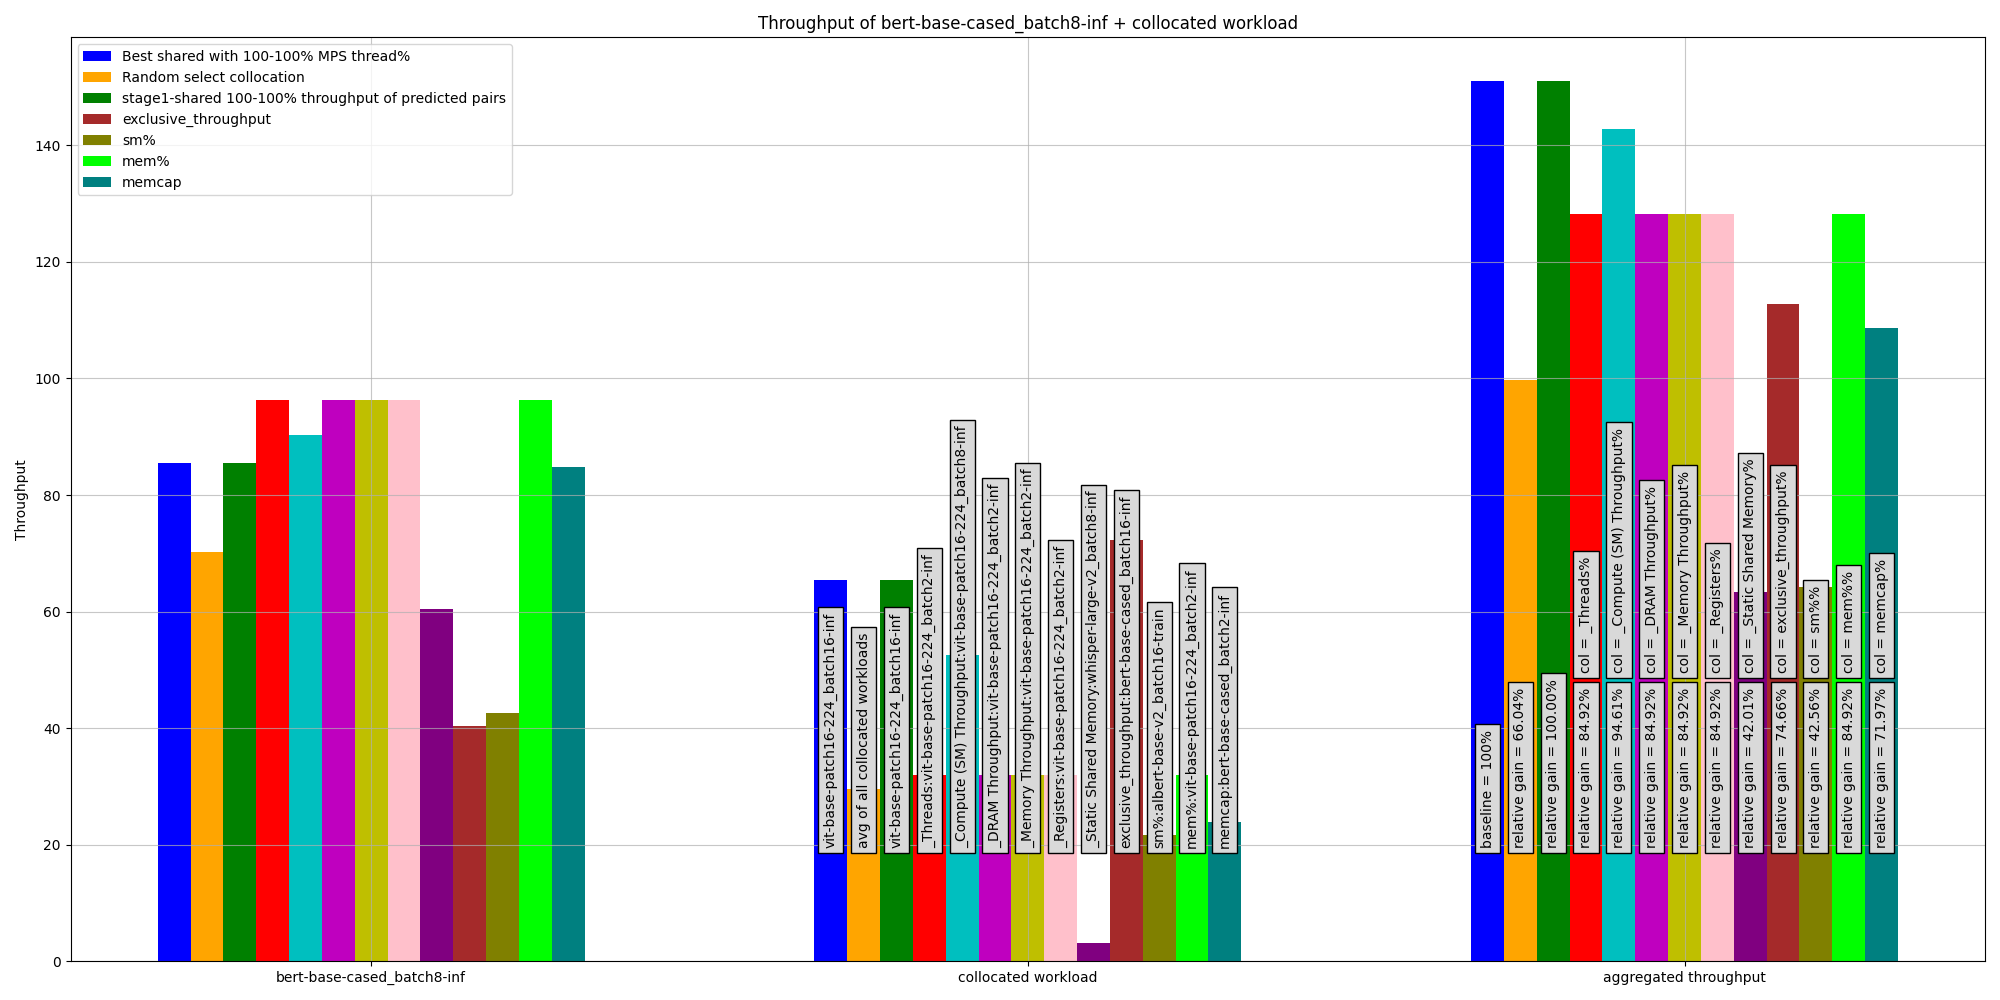 Throughput of bert-base-cased_batch8-inf + collocated workload
Best shared with 100-100% MPS thread%
Random select collocation
stage1-shared 100-100% throughput of predicted pairs
exclusive_throughput
sm%
mem%
memcap
Throughput
140
120
100
80
60
40
20
0
vit-base-patch16-224_batch16-inf
avg of all collocated workloads
vit-base-patch16-224_batch16-inf
_Threads:vit-base-patch16-224_batch2-inf
_Compute (SM) Throughput:vit-base-patch16-224_batch8-inf
_DRAM Throughput:vit-base-patch16-224_batch2-inf
_Memory Throughput:vit-base-patch16-224_batch2-inf
_Registers:vit-base-patch16-224_batch2-inf
_Static Shared Memory:whisper-large-v2_batch8-inf
exclusive_throughput:bert-base-cased_batch16-inf
sm%:albert-base-v2_batch16-train
mem%:vit-base-patch16-224_batch2-inf
memcap:bert-base-cased_batch2-inf
baseline = 100%
relative gain = 66.04%
relative gain = 100.00%
relative gain = 84.92%
col = _Threads%
relative gain = 94.61%
col = _Compute (SM) Throughput%
relative gain = 84.92%
col = _DRAM Throughput%
relative gain = 84.92%
col = _Memory Throughput%
relative gain = 84.92%
col = _Registers%
relative gain = 42.01%
col = _Static Shared Memory%
relative gain = 74.66%
col = exclusive_throughput%
relative gain = 42.56%
col = sm%%
relative gain = 84.92%
col = mem%%
relative gain = 71.97%
col = memcap%
bert-base-cased_batch8-inf
collocated workload
aggregated throughput